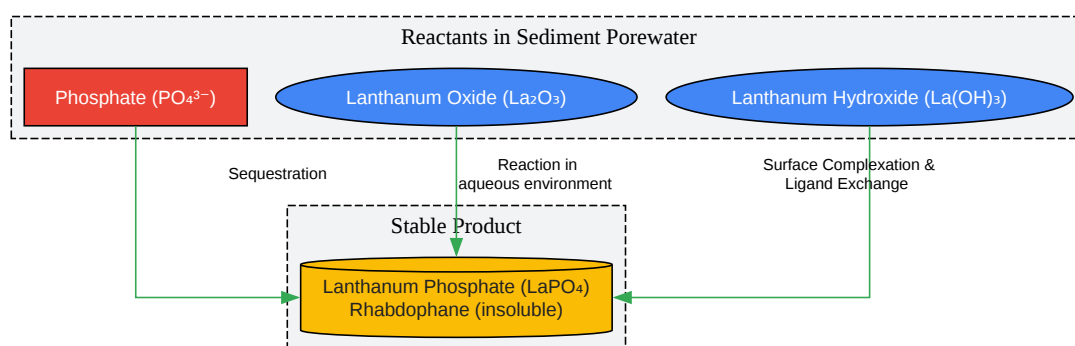 Reactants in Sediment Porewater
Phosphate (PO₄³⁻)
Lanthanum Oxide (La₂O₃)
Lanthanum Hydroxide (La(OH)₃)
Sequestration
Reaction in
aqueous environment
Surface Complexation &
Ligand Exchange
Stable Product
Lanthanum Phosphate (LaPO₄)
Rhabdophane (insoluble)